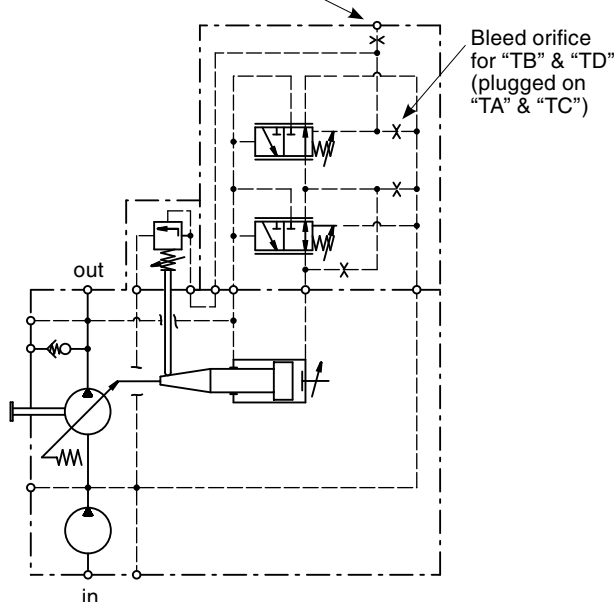 Bleed orifice
for “TB” & “TD”
(plugged on
“TA” & “TC”)
out
in